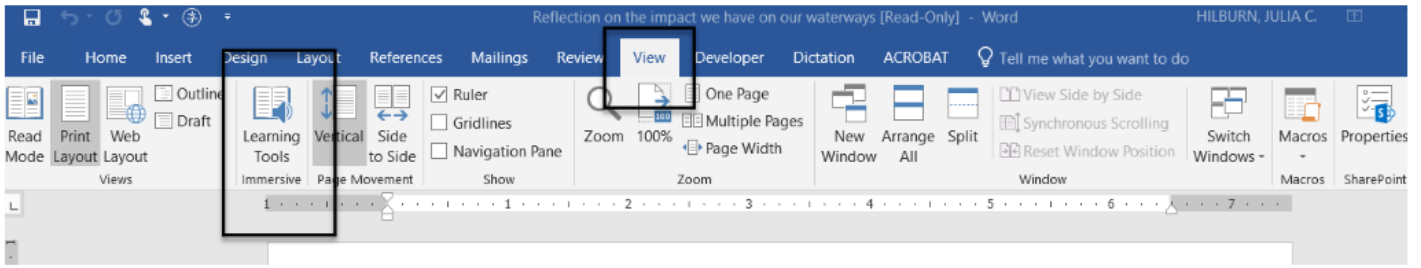 Reflection on the impact we have on our waterways [Read-Only] - Word HILBURN, JULIA C.
File Home Insert Design Layout References Mailings Review View Developer Dictation ACROBAT Tell me what you want to do
Read Mode
Print Layout
Web Layout
Outline
Draft
Views
Learning Tools
Immersive
Vertical
Side to Side
Page Movement
Ruler
Gridlines
Navigation Pane
Show
Zoom
100
100%
One Page
Multiple Pages
Page Width
Zoom
New Window
Arrange All
Split
View Side by Side
Synchronous Scrolling
Reset Window Position
Switch Windows
Window
Macros
Macros
S
Properties
SharePoint
L
1 1 2 3 4 5 6 7